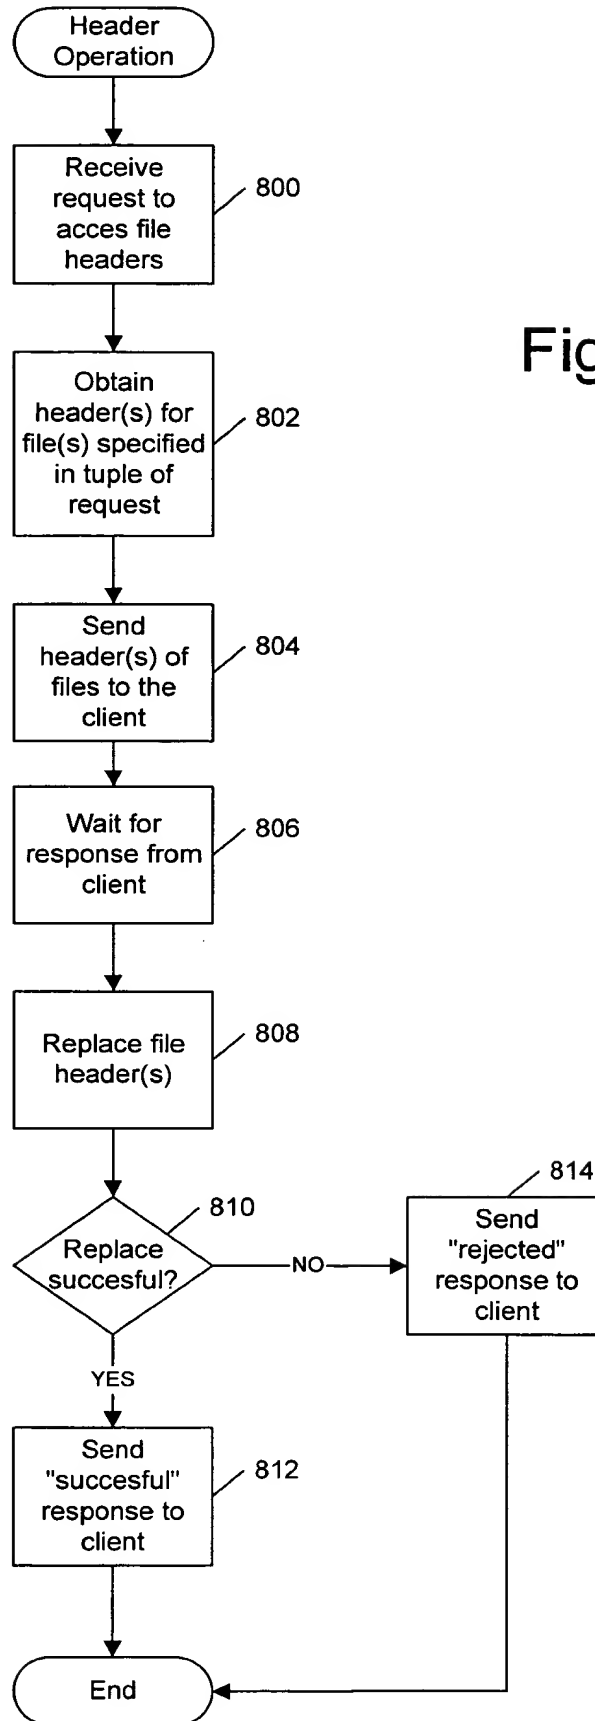 Header
Operation
Receive
request to
acces file
headers
800
Fig
Obtain
header(s) for
file(s) specified
in tuple of
request
802
Send
header(s) of
files to the
client
804
Wait for
response from
client
806
Replace file
header(s)
808
810
Replace
succesful?
NO
814
Send
"rejected"
response to
client
YES
Send
"succesful"
response to
client
812
End